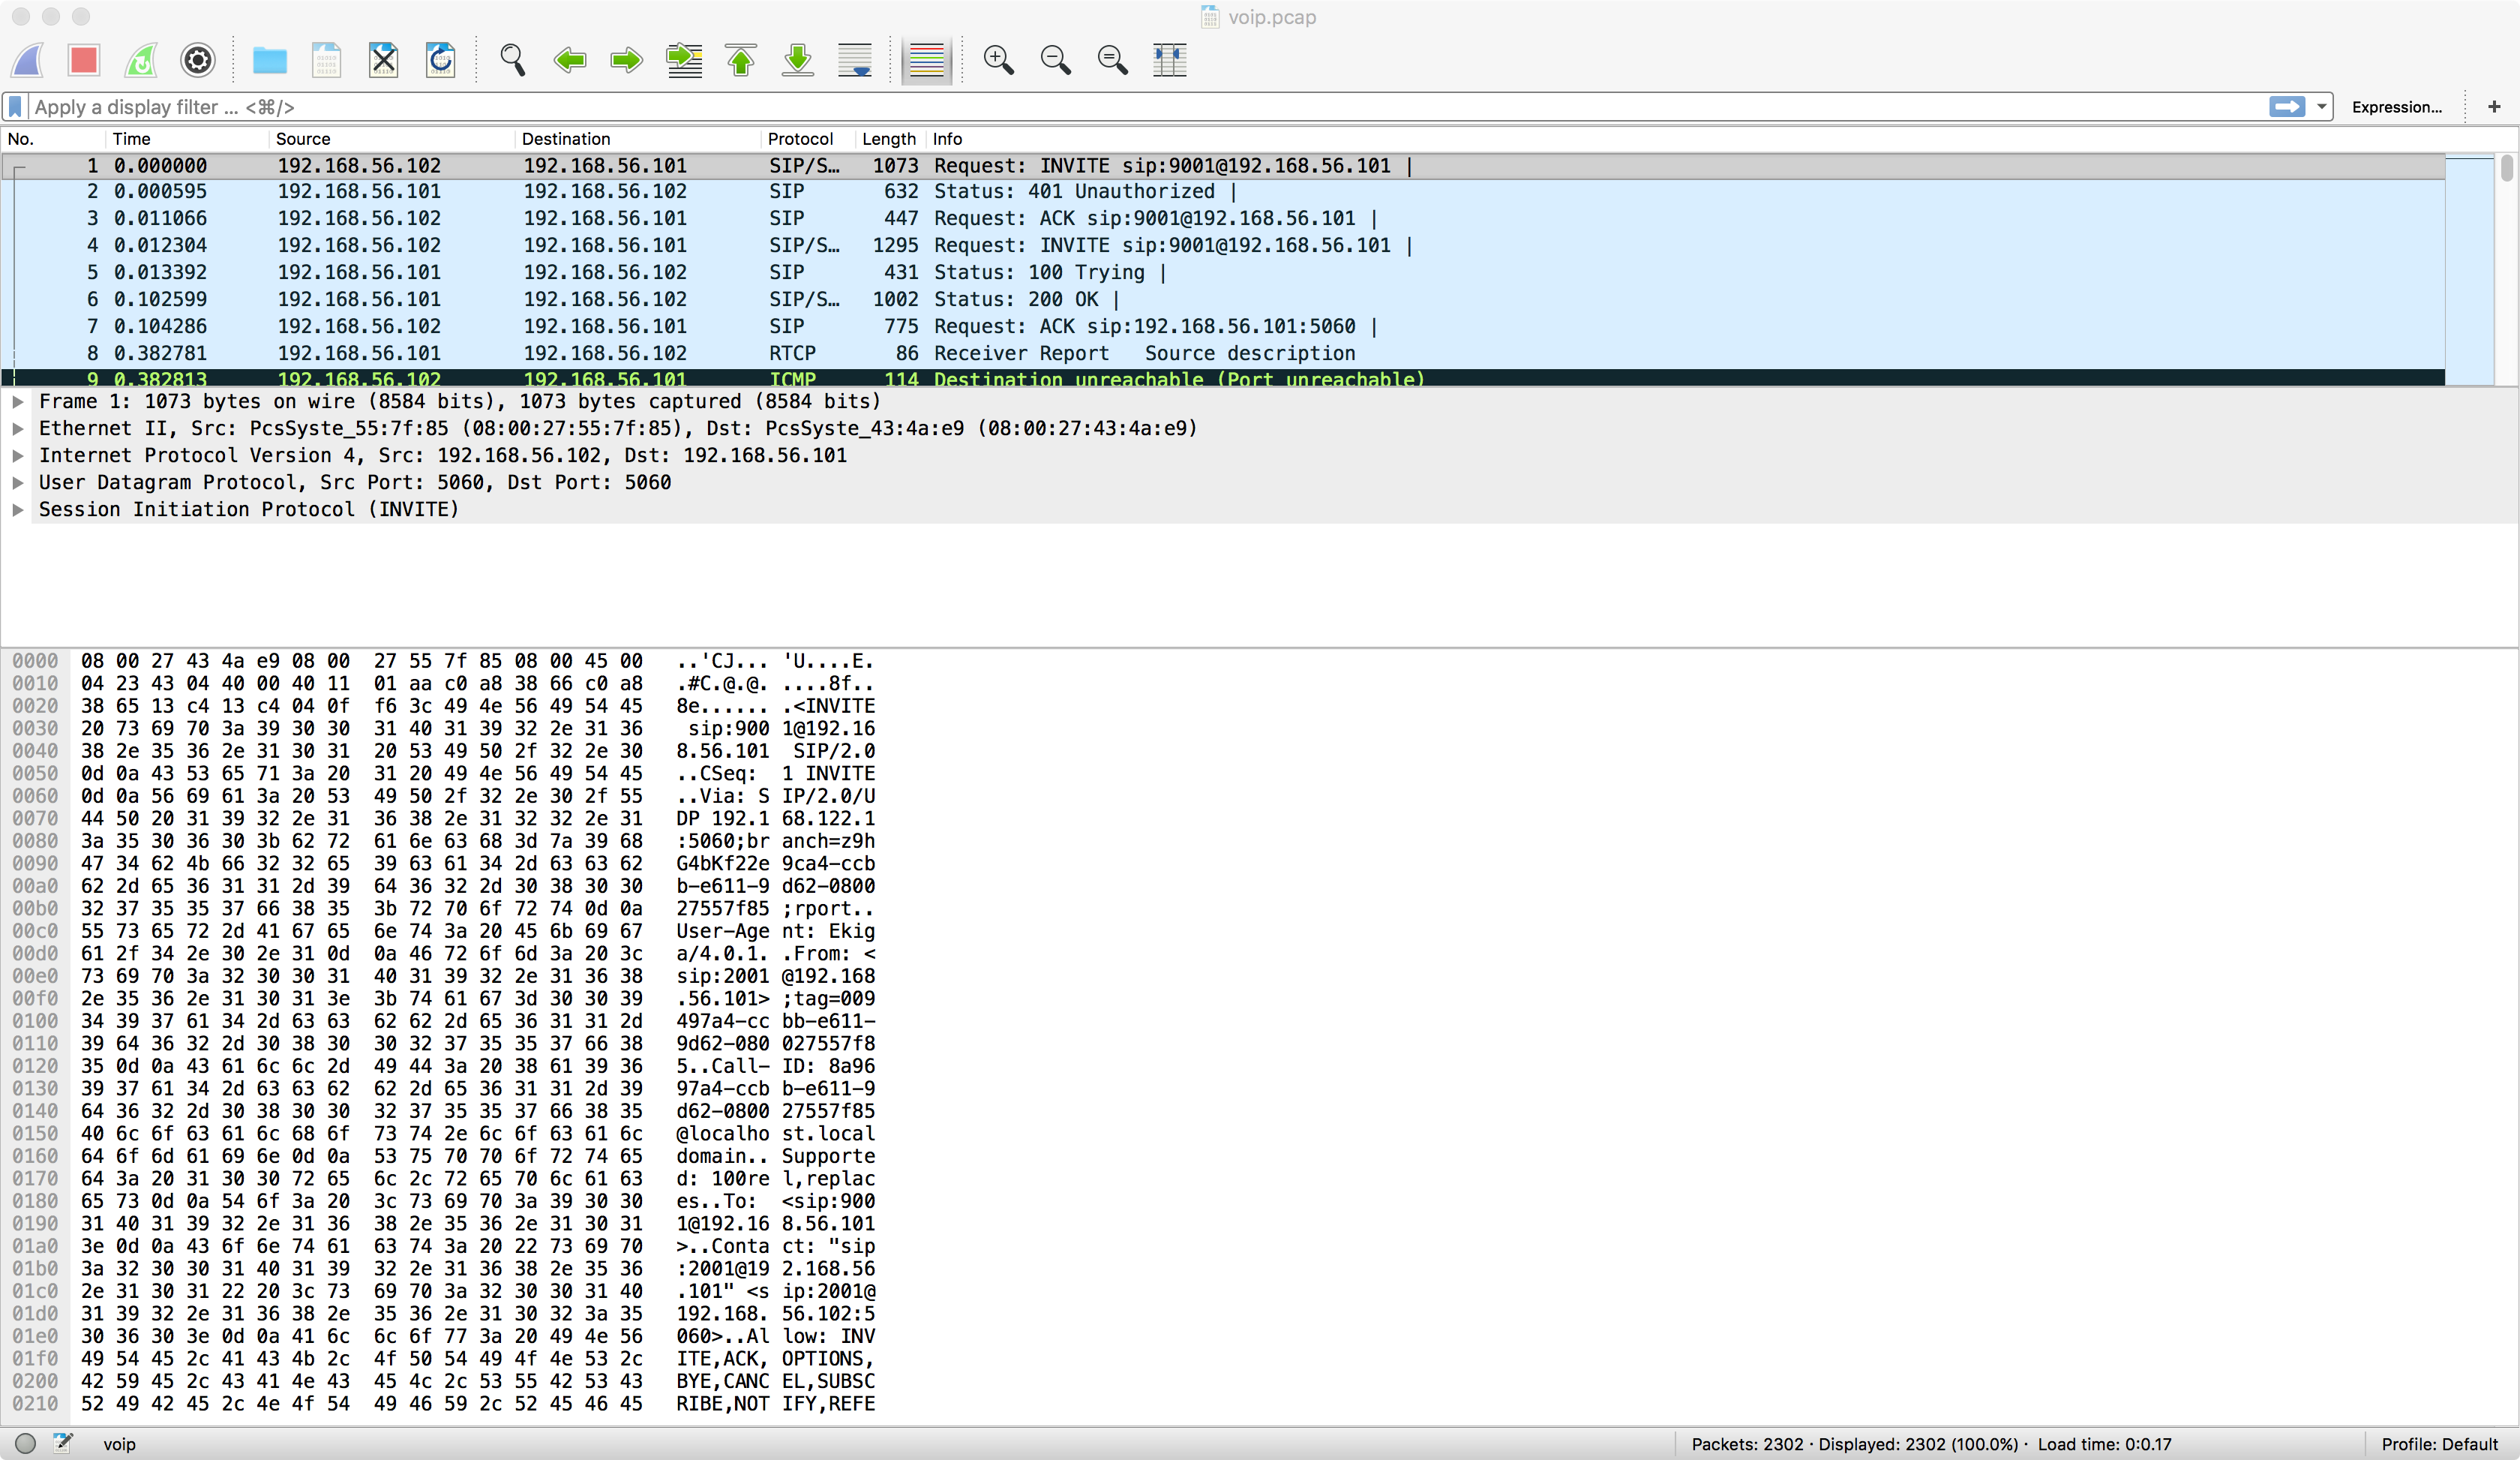 voip.pcap
Apply a display filter ... <⌘/>
Expression...
+
No. Time Source Destination Protocol Length Info
1 0.000000 192.168.56.102 192.168.56.101 SIP/S… 1073 Request: INVITE sip:9001@192.168.56.101 |
2 0.000595 192.168.56.101 192.168.56.102 SIP 632 Status: 401 Unauthorized |
3 0.011066 192.168.56.102 192.168.56.101 SIP 447 Request: ACK sip:9001@192.168.56.101 |
4 0.012304 192.168.56.102 192.168.56.101 SIP/S… 1295 Request: INVITE sip:9001@192.168.56.101 |
5 0.013392 192.168.56.101 192.168.56.102 SIP 431 Status: 100 Trying |
6 0.102599 192.168.56.101 192.168.56.102 SIP/S… 1002 Status: 200 OK |
7 0.104286 192.168.56.102 192.168.56.101 SIP 775 Request: ACK sip:192.168.56.101:5060 |
8 0.382781 192.168.56.101 192.168.56.102 RTCP 86 Receiver Report Source description
9 0.382813 192.168.56.102 192.168.56.101 ICMP 114 Destination unreachable (Port unreachable)
Frame 1: 1073 bytes on wire (8584 bits), 1073 bytes captured (8584 bits)
Ethernet II, Src: PcsSyste_55:7f:85 (08:00:27:55:7f:85), Dst: PcsSyste_43:4a:e9 (08:00:27:43:4a:e9)
Internet Protocol Version 4, Src: 192.168.56.102, Dst: 192.168.56.101
User Datagram Protocol, Src Port: 5060, Dst Port: 5060
Session Initiation Protocol (INVITE)
0000 08 00 27 43 4a e9 08 00 27 55 7f 85 08 00 45 00 ..'CJ... 'U....E.
0010 04 23 43 04 40 00 40 11 01 aa c0 a8 38 66 c0 a8 .#C.@.@. ....8f..
0020 38 65 13 c4 13 c4 04 0f f6 3c 49 4e 56 49 54 45 8e...... .<INVITE
0030 20 73 69 70 3a 39 30 30 31 40 31 39 32 2e 31 36 sip:900 1@192.16
0040 38 2e 35 36 2e 31 30 31 20 53 49 50 2f 32 2e 30 8.56.101 SIP/2.0
0050 0d 0a 43 53 65 71 3a 20 31 20 49 4e 56 49 54 45 ..CSeq: 1 INVITE
0060 0d 0a 56 69 61 3a 20 53 49 50 2f 32 2e 30 2f 55 ..Via: S IP/2.0/U
0070 44 50 20 31 39 32 2e 31 36 38 2e 31 32 32 2e 31 DP 192.1 68.122.1
0080 3a 35 30 36 30 3b 62 72 61 6e 63 68 3d 7a 39 68 :5060;br anch=z9h
0090 47 34 62 4b 66 32 32 65 39 63 61 34 2d 63 63 62 G4bKf22e 9ca4-ccb
00a0 62 2d 65 36 31 31 2d 39 64 36 32 2d 30 38 30 30 b-e611-9 d62-0800
00b0 32 37 35 35 37 66 38 35 3b 72 70 6f 72 74 0d 0a 27557f85 ;rport..
00c0 55 73 65 72 2d 41 67 65 6e 74 3a 20 45 6b 69 67 User-Age nt: Ekig
00d0 61 2f 34 2e 30 2e 31 0d 0a 46 72 6f 6d 3a 20 3c a/4.0.1. .From: <
00e0 73 69 70 3a 32 30 30 31 40 31 39 32 2e 31 36 38 sip:2001 @192.168
00f0 2e 35 36 2e 31 30 31 3e 3b 74 61 67 3d 30 30 39 .56.101> ;tag=009
0100 34 39 37 61 34 2d 63 63 62 62 2d 65 36 31 31 2d 497a4-cc bb-e611-
0110 39 64 36 32 2d 30 38 30 30 32 37 35 35 37 66 38 9d62-080 027557f8
0120 35 0d 0a 43 61 6c 6c 2d 49 44 3a 20 38 61 39 36 5..Call- ID: 8a96
0130 39 37 61 34 2d 63 63 62 62 2d 65 36 31 31 2d 39 97a4-ccb b-e611-9
0140 64 36 32 2d 30 38 30 30 32 37 35 35 37 66 38 35 d62-0800 27557f85
0150 40 6c 6f 63 61 6c 68 6f 73 74 2e 6c 6f 63 61 6c @localho st.local
0160 64 6f 6d 61 69 6e 0d 0a 53 75 70 70 6f 72 74 65 domain.. Supporte
0170 64 3a 20 31 30 30 72 65 6c 2c 72 65 70 6c 61 63 d: 100re l,replac
0180 65 73 0d 0a 54 6f 3a 20 3c 73 69 70 3a 39 30 30 es..To: <sip:900
0190 31 40 31 39 32 2e 31 36 38 2e 35 36 2e 31 30 31 1@192.16 8.56.101
01a0 3e 0d 0a 43 6f 6e 74 61 63 74 3a 20 22 73 69 70 >..Conta ct: "sip
01b0 3a 32 30 30 31 40 31 39 32 2e 31 36 38 2e 35 36 :2001@19 2.168.56
01c0 2e 31 30 31 22 20 3c 73 69 70 3a 32 30 30 31 40 .101" <s ip:2001@
01d0 31 39 32 2e 31 36 38 2e 35 36 2e 31 30 32 3a 35 192.168. 56.102:5
01e0 30 36 30 3e 0d 0a 41 6c 6c 6f 77 3a 20 49 4e 56 060>..Al low: INV
01f0 49 54 45 2c 41 43 4b 2c 4f 50 54 49 4f 4e 53 2c ITE,ACK, OPTIONS,
0200 42 59 45 2c 43 41 4e 43 45 4c 2c 53 55 42 53 43 BYE,CANC EL,SUBSC
0210 52 49 42 45 2c 4e 4f 54 49 46 59 2c 52 45 46 45 RIBE,NOT IFY,REFE
voip Packets: 2302 · Displayed: 2302 (100.0%) · Load time: 0:0.17 Profile: Default